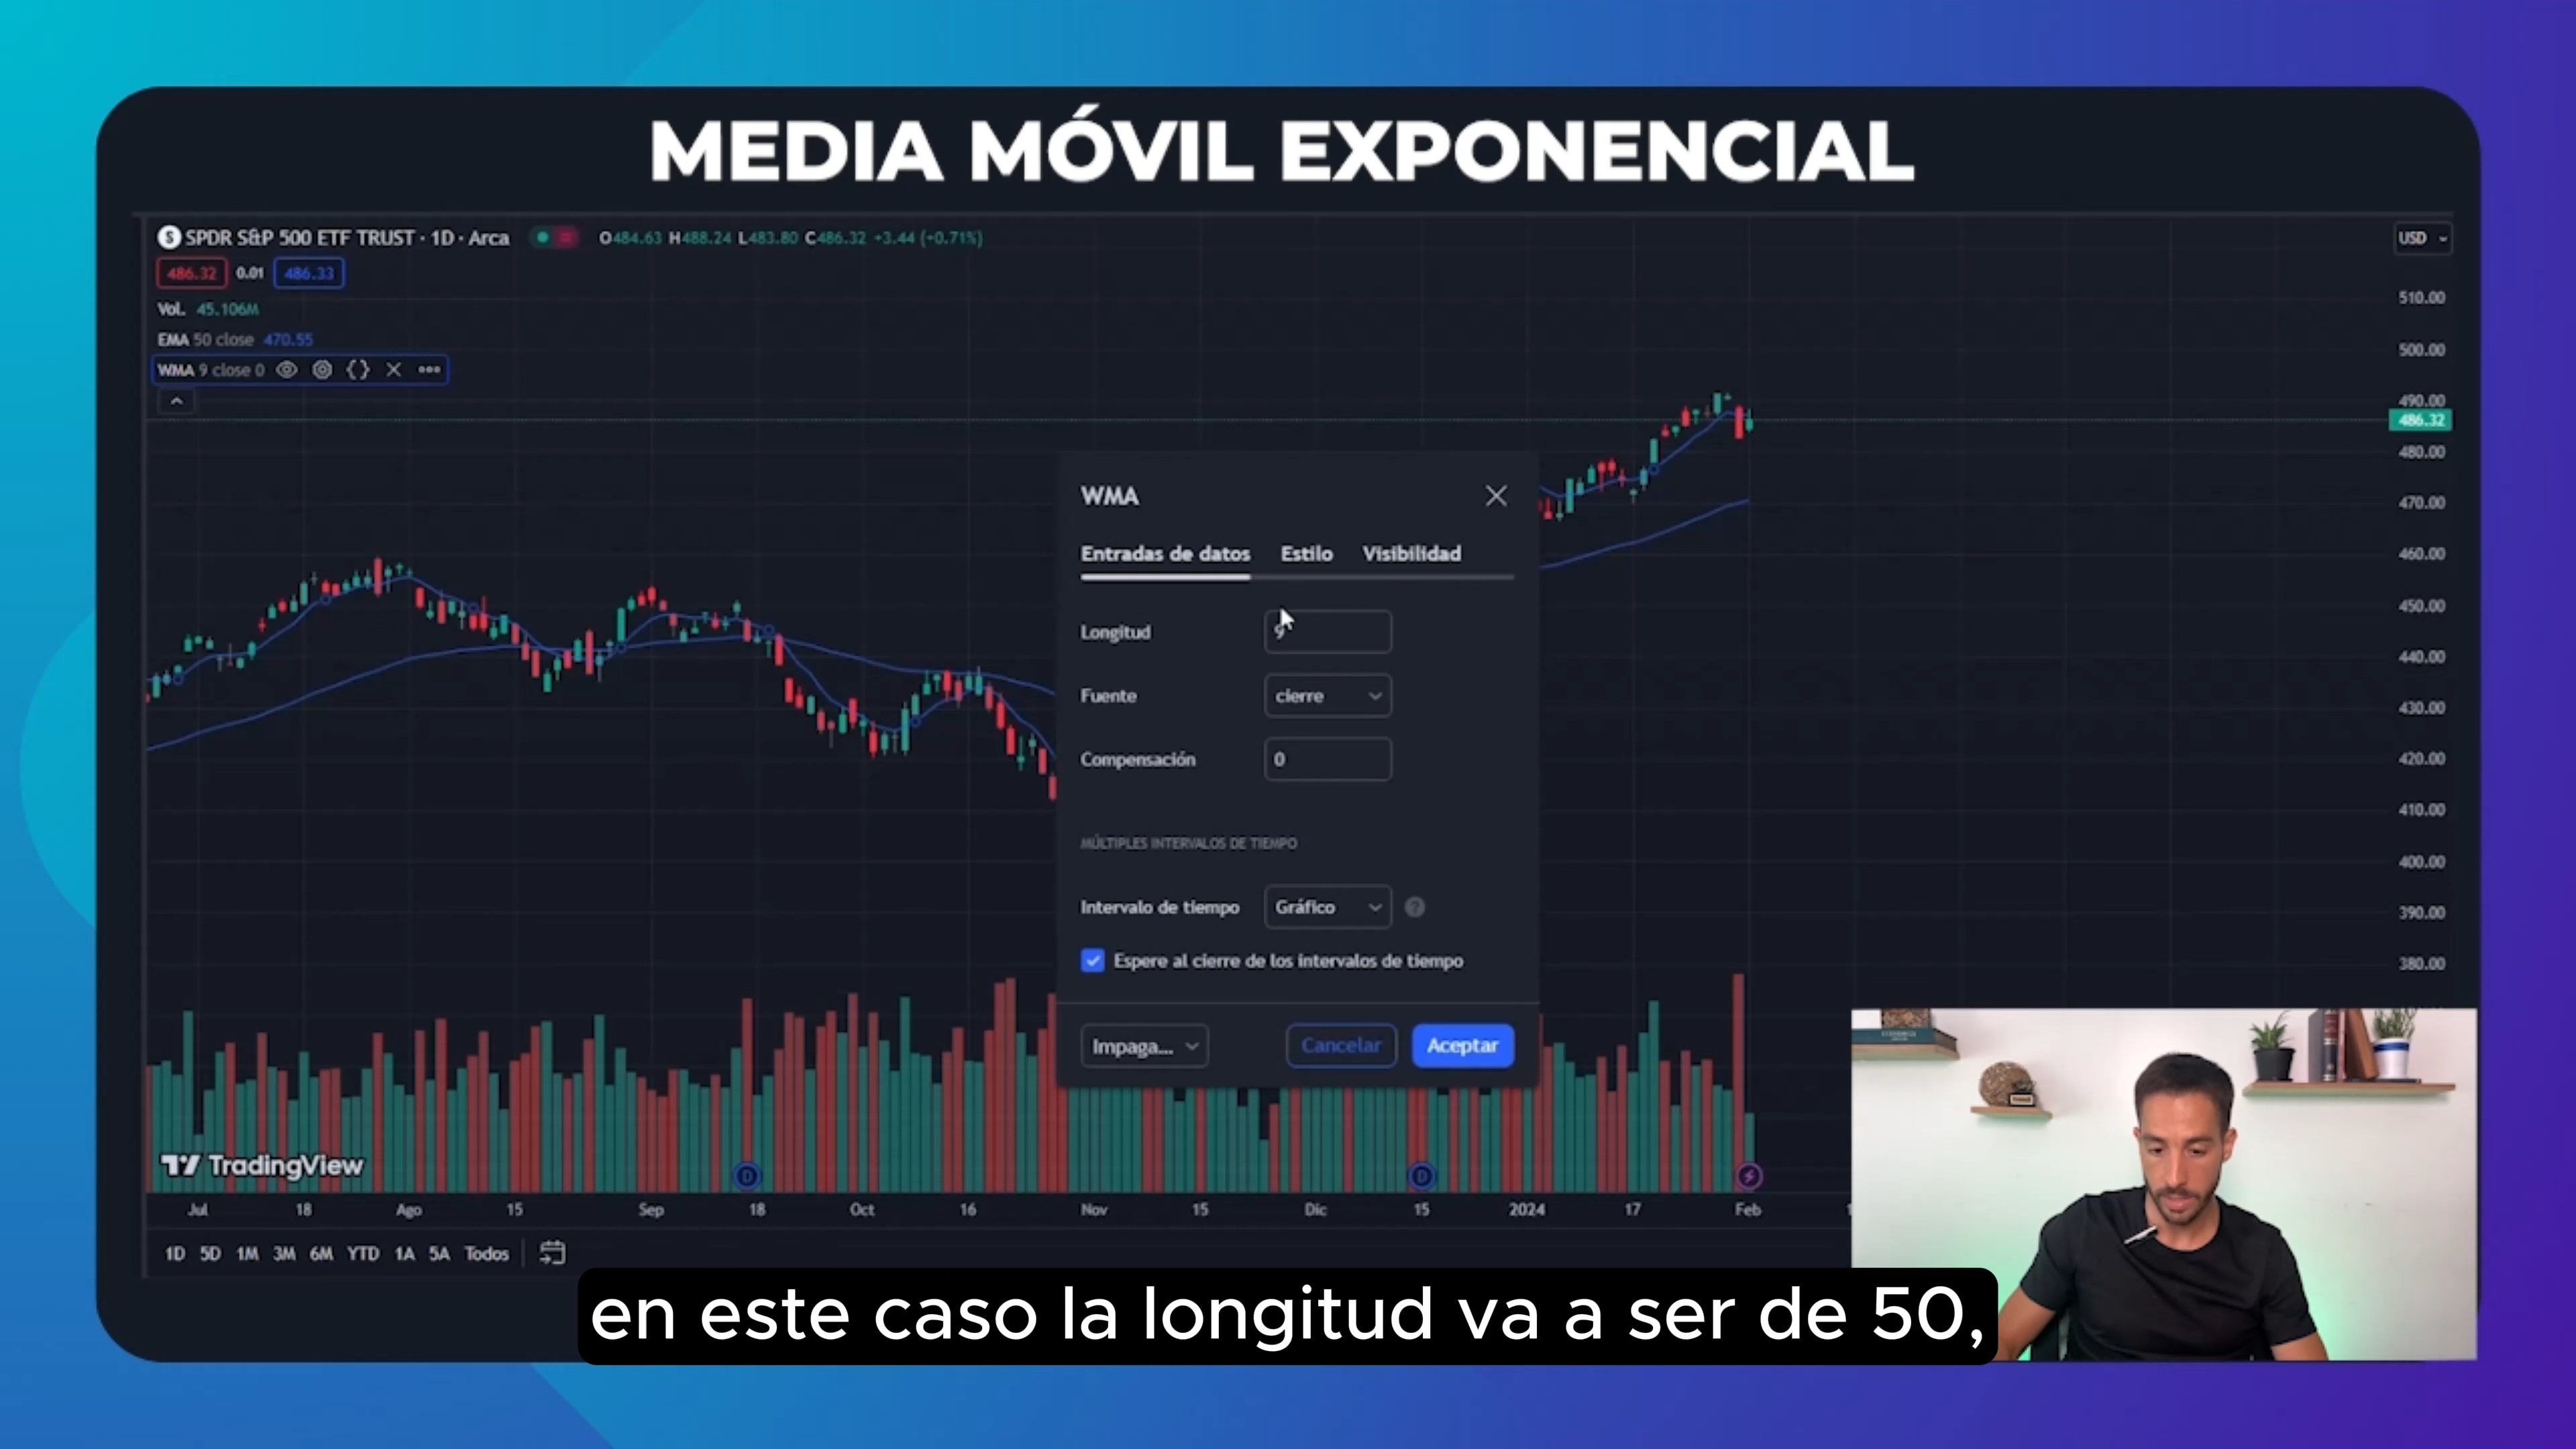 MEDIA MÓVIL EXPONENCIAL
S SPDR S&P 500 ETF TRUST · 1D · Arca O484.63 H488.24 L483.80 C486.32 +3.44 (+0.71%)
USD
486.32 0.01 486.33
Vol. 45.106M
EMA 50 close 470.55
WMA 9 close 0
510.00
500.00
490.00
486.32
480.00
470.00
460.00
450.00
440.00
430.00
420.00
410.00
400.00
390.00
380.00
WMA
Entradas de datos Estilo Visibilidad
Longitud 9
Fuente cierre
Compensación 0
MÚLTIPLES INTERVALOS DE TIEMPO
Intervalo de tiempo Gráfico ?
Espere al cierre de los intervalos de tiempo
Impaga.... Cancelar Aceptar
TradingView
D D
Jul 18 Ago 15 Sep 18 Oct 16 Nov 15 Dic 15 2024 17 Feb
1D 5D 1M 3M 6M YTD 1A 5A Todos
en este caso la longitud va a ser de 50,